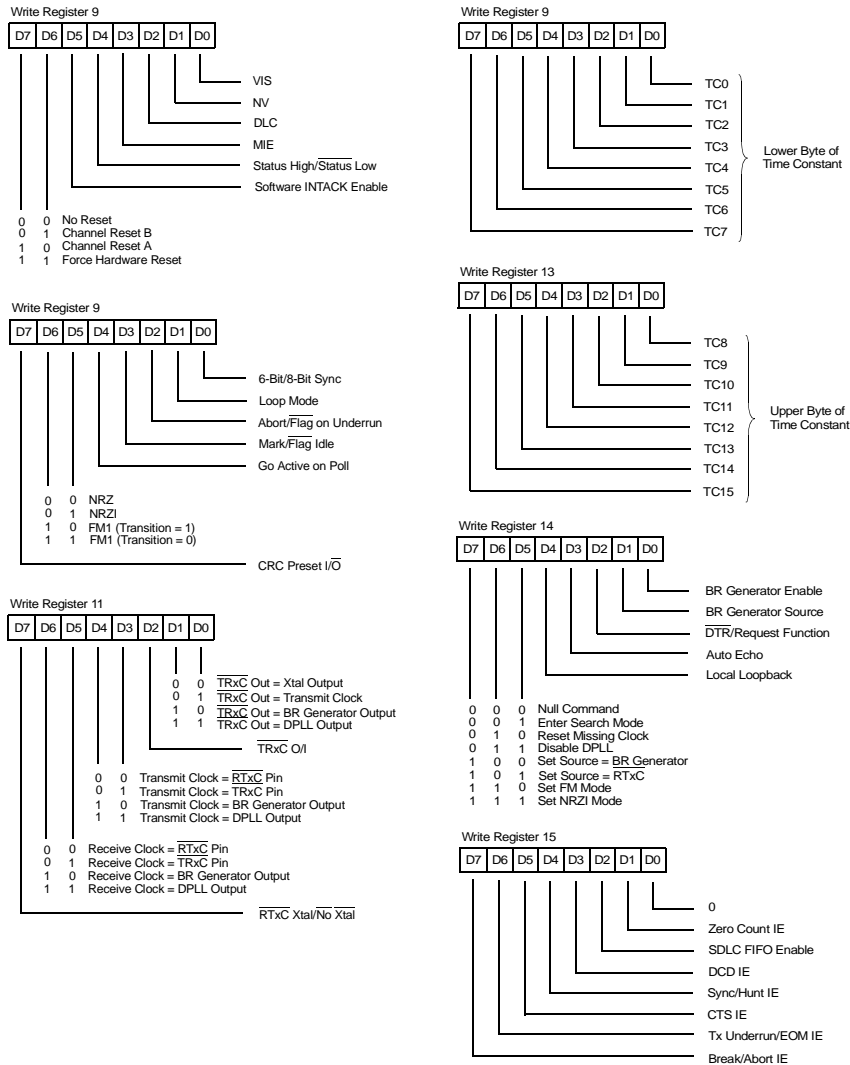 Write Register 9
D7 D6 D5 D4 D3 D2 D1 D0
VIS
NV
DLC
MIE
Status High/Status Low
Software INTACK Enable
0 0 No Reset
0 1 Channel Reset B
1 0 Channel Reset A
1 1 Force Hardware Reset
Write Register 9
D7 D6 D5 D4 D3 D2 D1 D0
6-Bit/8-Bit Sync
Loop Mode
Abort/Flag on Underrun
Mark/Flag Idle
Go Active on Poll
0 0 NRZ
0 1 NRZI
1 0 FM1 (Transition = 1)
1 1 FM1 (Transition = 0)
CRC Preset I/O
Write Register 11
D7 D6 D5 D4 D3 D2 D1 D0
0 0 TRxC Out = Xtal Output
0 1 TRxC Out = Transmit Clock
1 0 TRxC Out = BR Generator Output
1 1 TRxC Out = DPLL Output
TRxC O/I
0 0 Transmit Clock = RTxC Pin
0 1 Transmit Clock = TRxC Pin
1 0 Transmit Clock = BR Generator Output
1 1 Transmit Clock = DPLL Output
0 0 Receive Clock = RTxC Pin
0 1 Receive Clock = TRxC Pin
1 0 Receive Clock = BR Generator Output
1 1 Receive Clock = DPLL Output
RTxC Xtal/No Xtal
Write Register 9
D7 D6 D5 D4 D3 D2 D1 D0
TC0
TC1
TC2
TC3
TC4
TC5
TC6
TC7
Lower Byte of
Time Constant
Write Register 13
D7 D6 D5 D4 D3 D2 D1 D0
TC8
TC9
TC10
TC11
TC12
TC13
TC14
TC15
Upper Byte of
Time Constant
Write Register 14
D7 D6 D5 D4 D3 D2 D1 D0
BR Generator Enable
BR Generator Source
DTR/Request Function
Auto Echo
Local Loopback
0 0 0 Null Command
0 0 1 Enter Search Mode
0 1 0 Reset Missing Clock
0 1 1 Disable DPLL
1 0 0 Set Source = BR Generator
1 0 1 Set Source = RTxC
1 1 0 Set FM Mode
1 1 1 Set NRZI Mode
Write Register 15
D7 D6 D5 D4 D3 D2 D1 D0
0
Zero Count IE
SDLC FIFO Enable
DCD IE
Sync/Hunt IE
CTS IE
Tx Underrun/EOM IE
Break/Abort IE